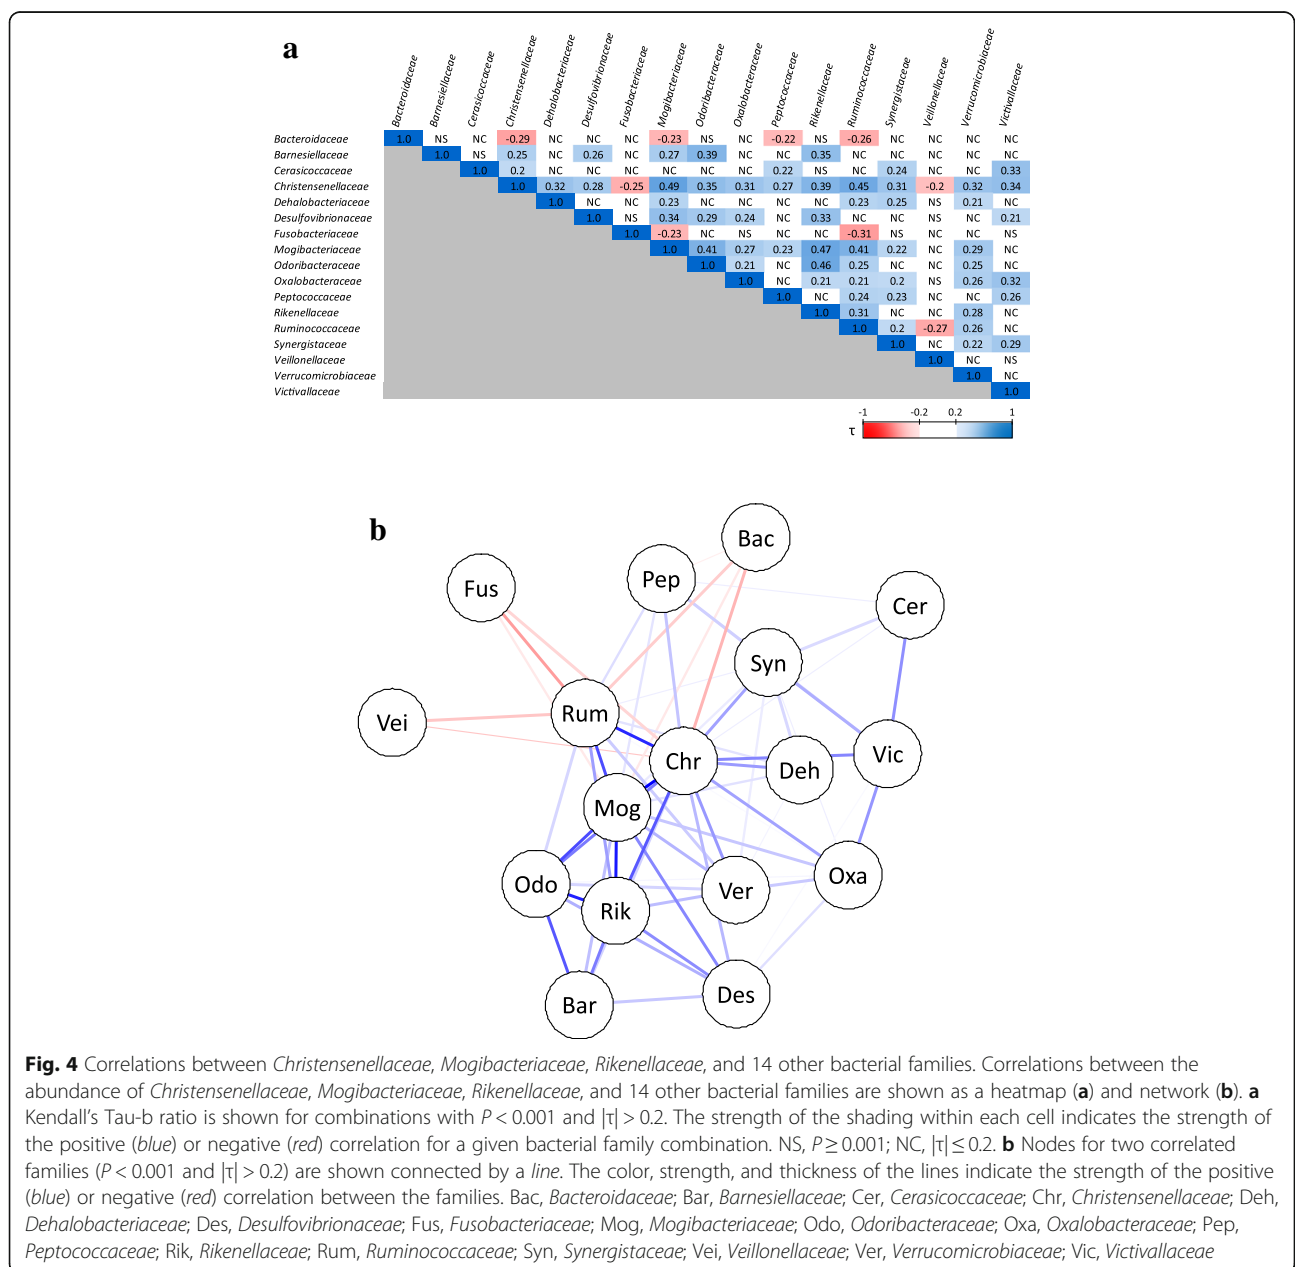 a
Bacteroidaceae Barnesiellaceae Cerasicoccaceae Christensenellaceae Dehalobacteriaceae Desulfovibrionaceae Fusobacteriaceae Mogibacteriaceae Odoribacteraceae Oxalobacteraceae Peptococcaceae Rikenellaceae Ruminococcaceae Synergistaceae Veillonellaceae Verrucomicrobiaceae Victivallaceae
Bacteroidaceae 1.0 NS NC -0.29 NC NC NC -0.23 NS NC -0.22 NS -0.26 NC NC NC NC
Barnesiellaceae 1.0 NS 0.25 NC 0.26 NC 0.27 0.39 NC NC 0.35 NC NC NC NC NC
Cerasicoccaceae 1.0 0.2 NC NC NC NC NC NC 0.22 NS NC 0.24 NC NC 0.33
Christensenellaceae 1.0 0.32 0.28 -0.25 0.49 0.35 0.31 0.27 0.39 0.45 0.31 -0.2 0.32 0.34
Dehalobacteriaceae 1.0 NC NC 0.23 NC NC NC NC 0.23 0.25 NS 0.21 NC
Desulfovibrionaceae 1.0 NS 0.34 0.29 0.24 NC 0.33 NC NC NS NC 0.21
Fusobacteriaceae 1.0 -0.23 NC NS NC NC -0.31 NS NC NC NS
Mogibacteriaceae 1.0 0.41 0.27 0.23 0.47 0.41 0.22 NC 0.29 NC
Odoribacteraceae 1.0 0.21 NC 0.46 0.25 NC NC 0.25 NC
Oxalobacteraceae 1.0 NC 0.21 0.21 0.2 NS 0.26 0.32
Peptococcaceae 1.0 NC 0.24 0.23 NC NC 0.26
Rikenellaceae 1.0 0.31 NC NC 0.28 NC
Ruminococcaceae 1.0 0.2 -0.27 0.26 NC
Synergistaceae 1.0 NC 0.22 0.29
Veillonellaceae 1.0 NC NS
Verrucomicrobiaceae 1.0 NC
Victivallaceae 1.0
-1 -0.2 0.2 1
τ
b
Bac
Pep
Fus
Cer
Syn
Rum
Vei
Chr
Vic
Deh
Mog
Oxa
Odo
Ver
Rik
Des
Bar
Fig. 4 Correlations between Christensenellaceae, Mogibacteriaceae, Rikenellaceae, and 14 other bacterial families. Correlations between the
abundance of Christensenellaceae, Mogibacteriaceae, Rikenellaceae, and 14 other bacterial families are shown as a heatmap (a) and network (b). a
Kendall's Tau-b ratio is shown for combinations with P < 0.001 and |τ| > 0.2. The strength of the shading within each cell indicates the strength of
the positive (blue) or negative (red) correlation for a given bacterial family combination. NS, P ≥ 0.001; NC, |τ| ≤ 0.2. b Nodes for two correlated
families (P < 0.001 and |τ| > 0.2) are shown connected by a line. The color, strength, and thickness of the lines indicate the strength of the positive
(blue) or negative (red) correlation between the families. Bac, Bacteroidaceae; Bar, Barnesiellaceae; Cer, Cerasicoccaceae; Chr, Christensenellaceae; Deh,
Dehalobacteriaceae; Des, Desulfovibrionaceae; Fus, Fusobacteriaceae; Mog, Mogibacteriaceae; Odo, Odoribacteraceae; Oxa, Oxalobacteraceae; Pep,
Peptococcaceae; Rik, Rikenellaceae; Rum, Ruminococcaceae; Syn, Synergistaceae; Vei, Veillonellaceae; Ver, Verrucomicrobiaceae; Vic, Victivallaceae